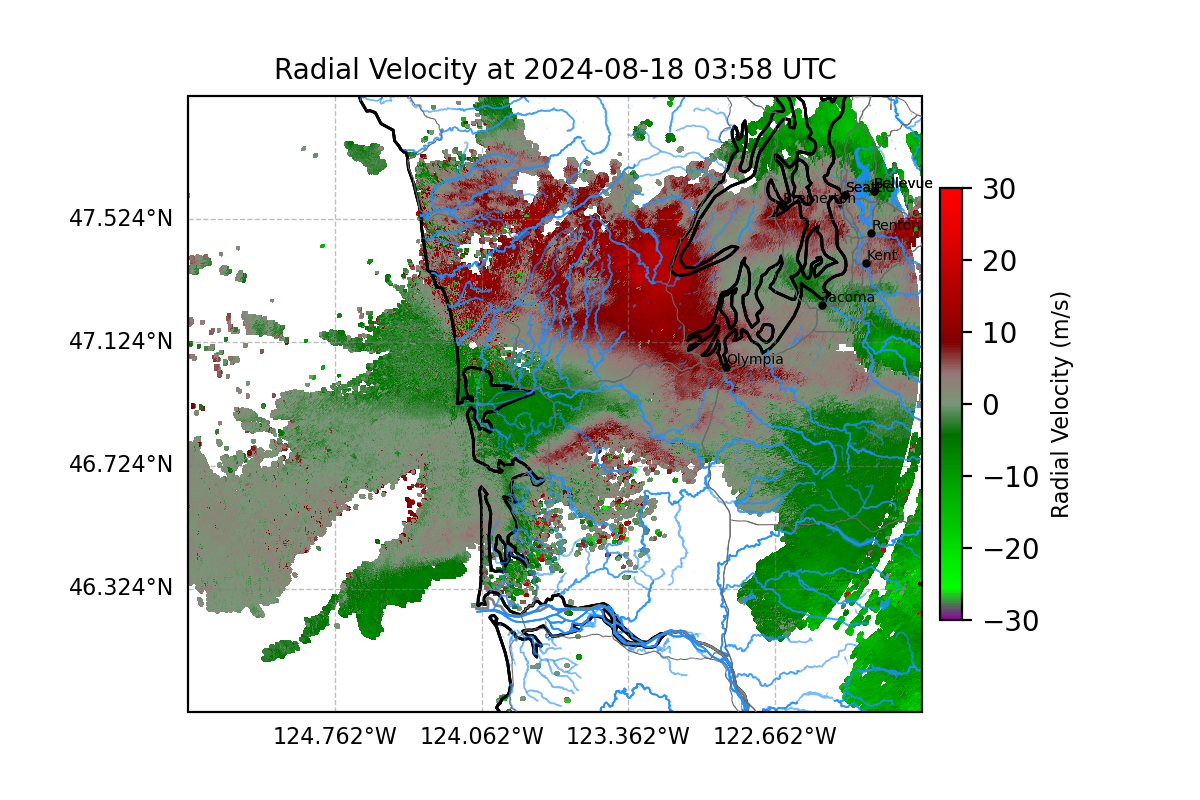 Radial Velocity at 2024-08-18 03:58 UTC
47.524°N
47.124°N
46.724°N
46.324°N
124.762°W
124.062°W
123.362°W
122.662°W
Seattle
Bellevue
Bremerton
Renton
Kent
Tacoma
Olympia
30
20
10
0
−10
−20
−30
Radial Velocity (m/s)